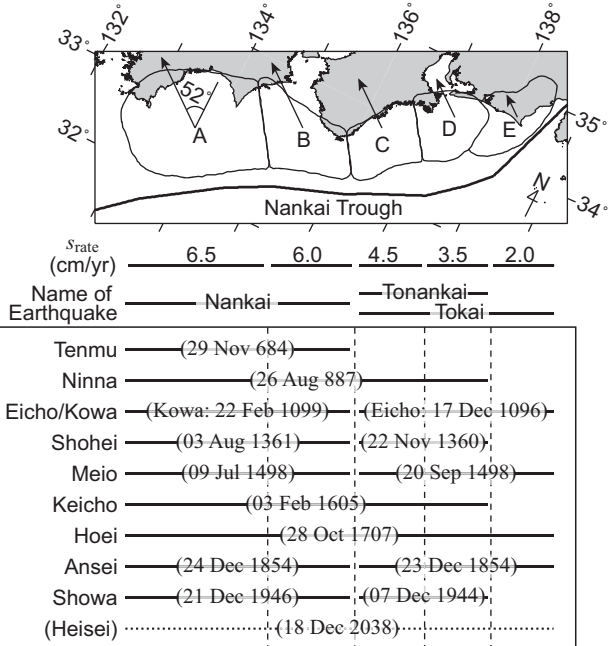 132° 134° 136° 138°
33°
32°
35°
34°
52°
A B C D E
N
Nankai Trough
s rate (cm/yr) 6.5 6.0 4.5 3.5 2.0
Name of Earthquake Nankai Tonankai Tokai
Tenmu (29 Nov 684)
Ninna (26 Aug 887)
Eicho/Kowa (Kowa: 22 Feb 1099) (Eicho: 17 Dec 1096)
Shohei (03 Aug 1361) (22 Nov 1360)
Meio (09 Jul 1498) (20 Sep 1498)
Keicho (03 Feb 1605)
Hoei (28 Oct 1707)
Ansei (24 Dec 1854) (23 Dec 1854)
Showa (21 Dec 1946) (07 Dec 1944)
(Heisei) (18 Dec 2038)